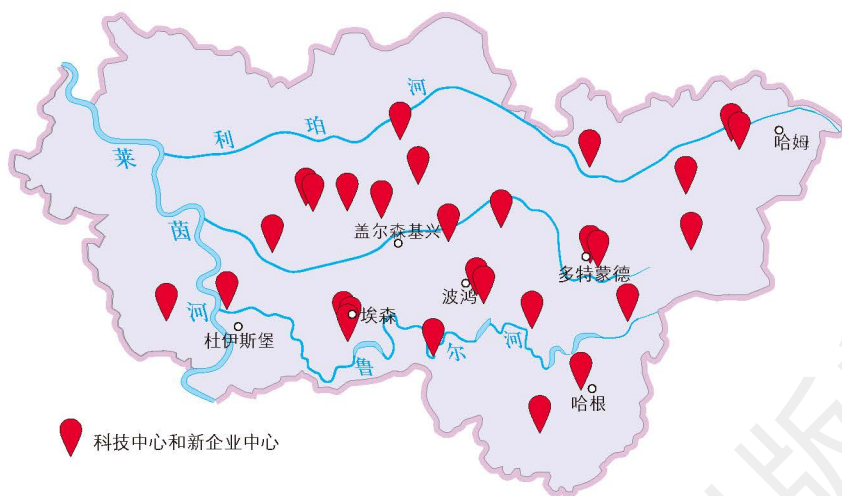 利珀河
莱茵河
哈姆
盖尔森基兴
多特蒙德
波鸿
埃森
杜伊斯堡
鲁尔河
哈根
科技中心和新企业中心
版